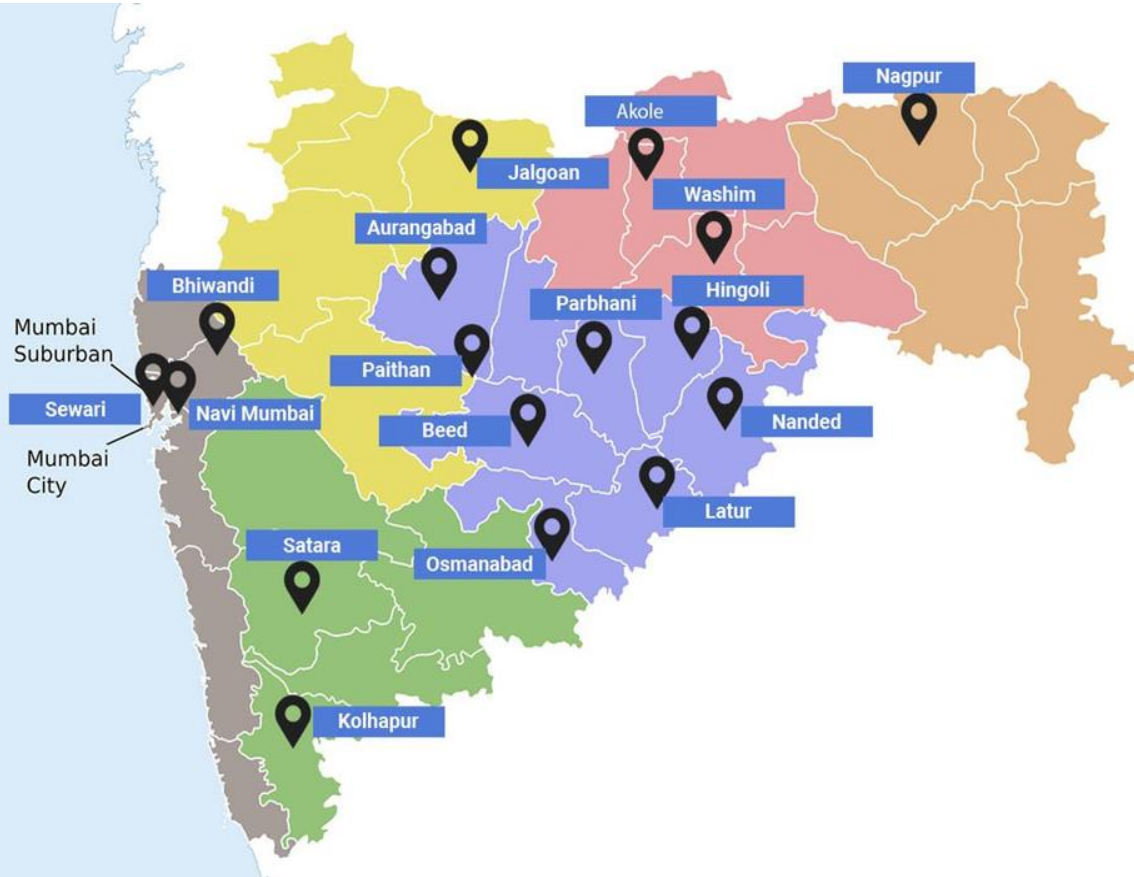 Nagpur
Akole
Jalgoan
Washim
Aurangabad
Bhiwandi
Hingoli
Parbhani
Mumbai
Suburban
Paithan
Sewari
Navi Mumbai
Beed
Nanded
Mumbai
City
Latur
Satara
Osmanabad
Kolhapur